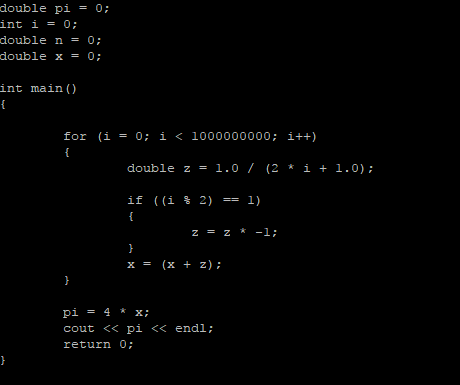 double pi = 0;
int i = 0;
double n = 0;
double x = 0;

int main()
{

        for (i = 0; i < 1000000000; i++)
        {
                double z = 1.0 / (2 * i + 1.0);

                if ((i % 2) == 1)
                {
                        z = z * -1;
                }
                x = (x + z);
        }

        pi = 4 * x;
        cout << pi << endl;
        return 0;
}